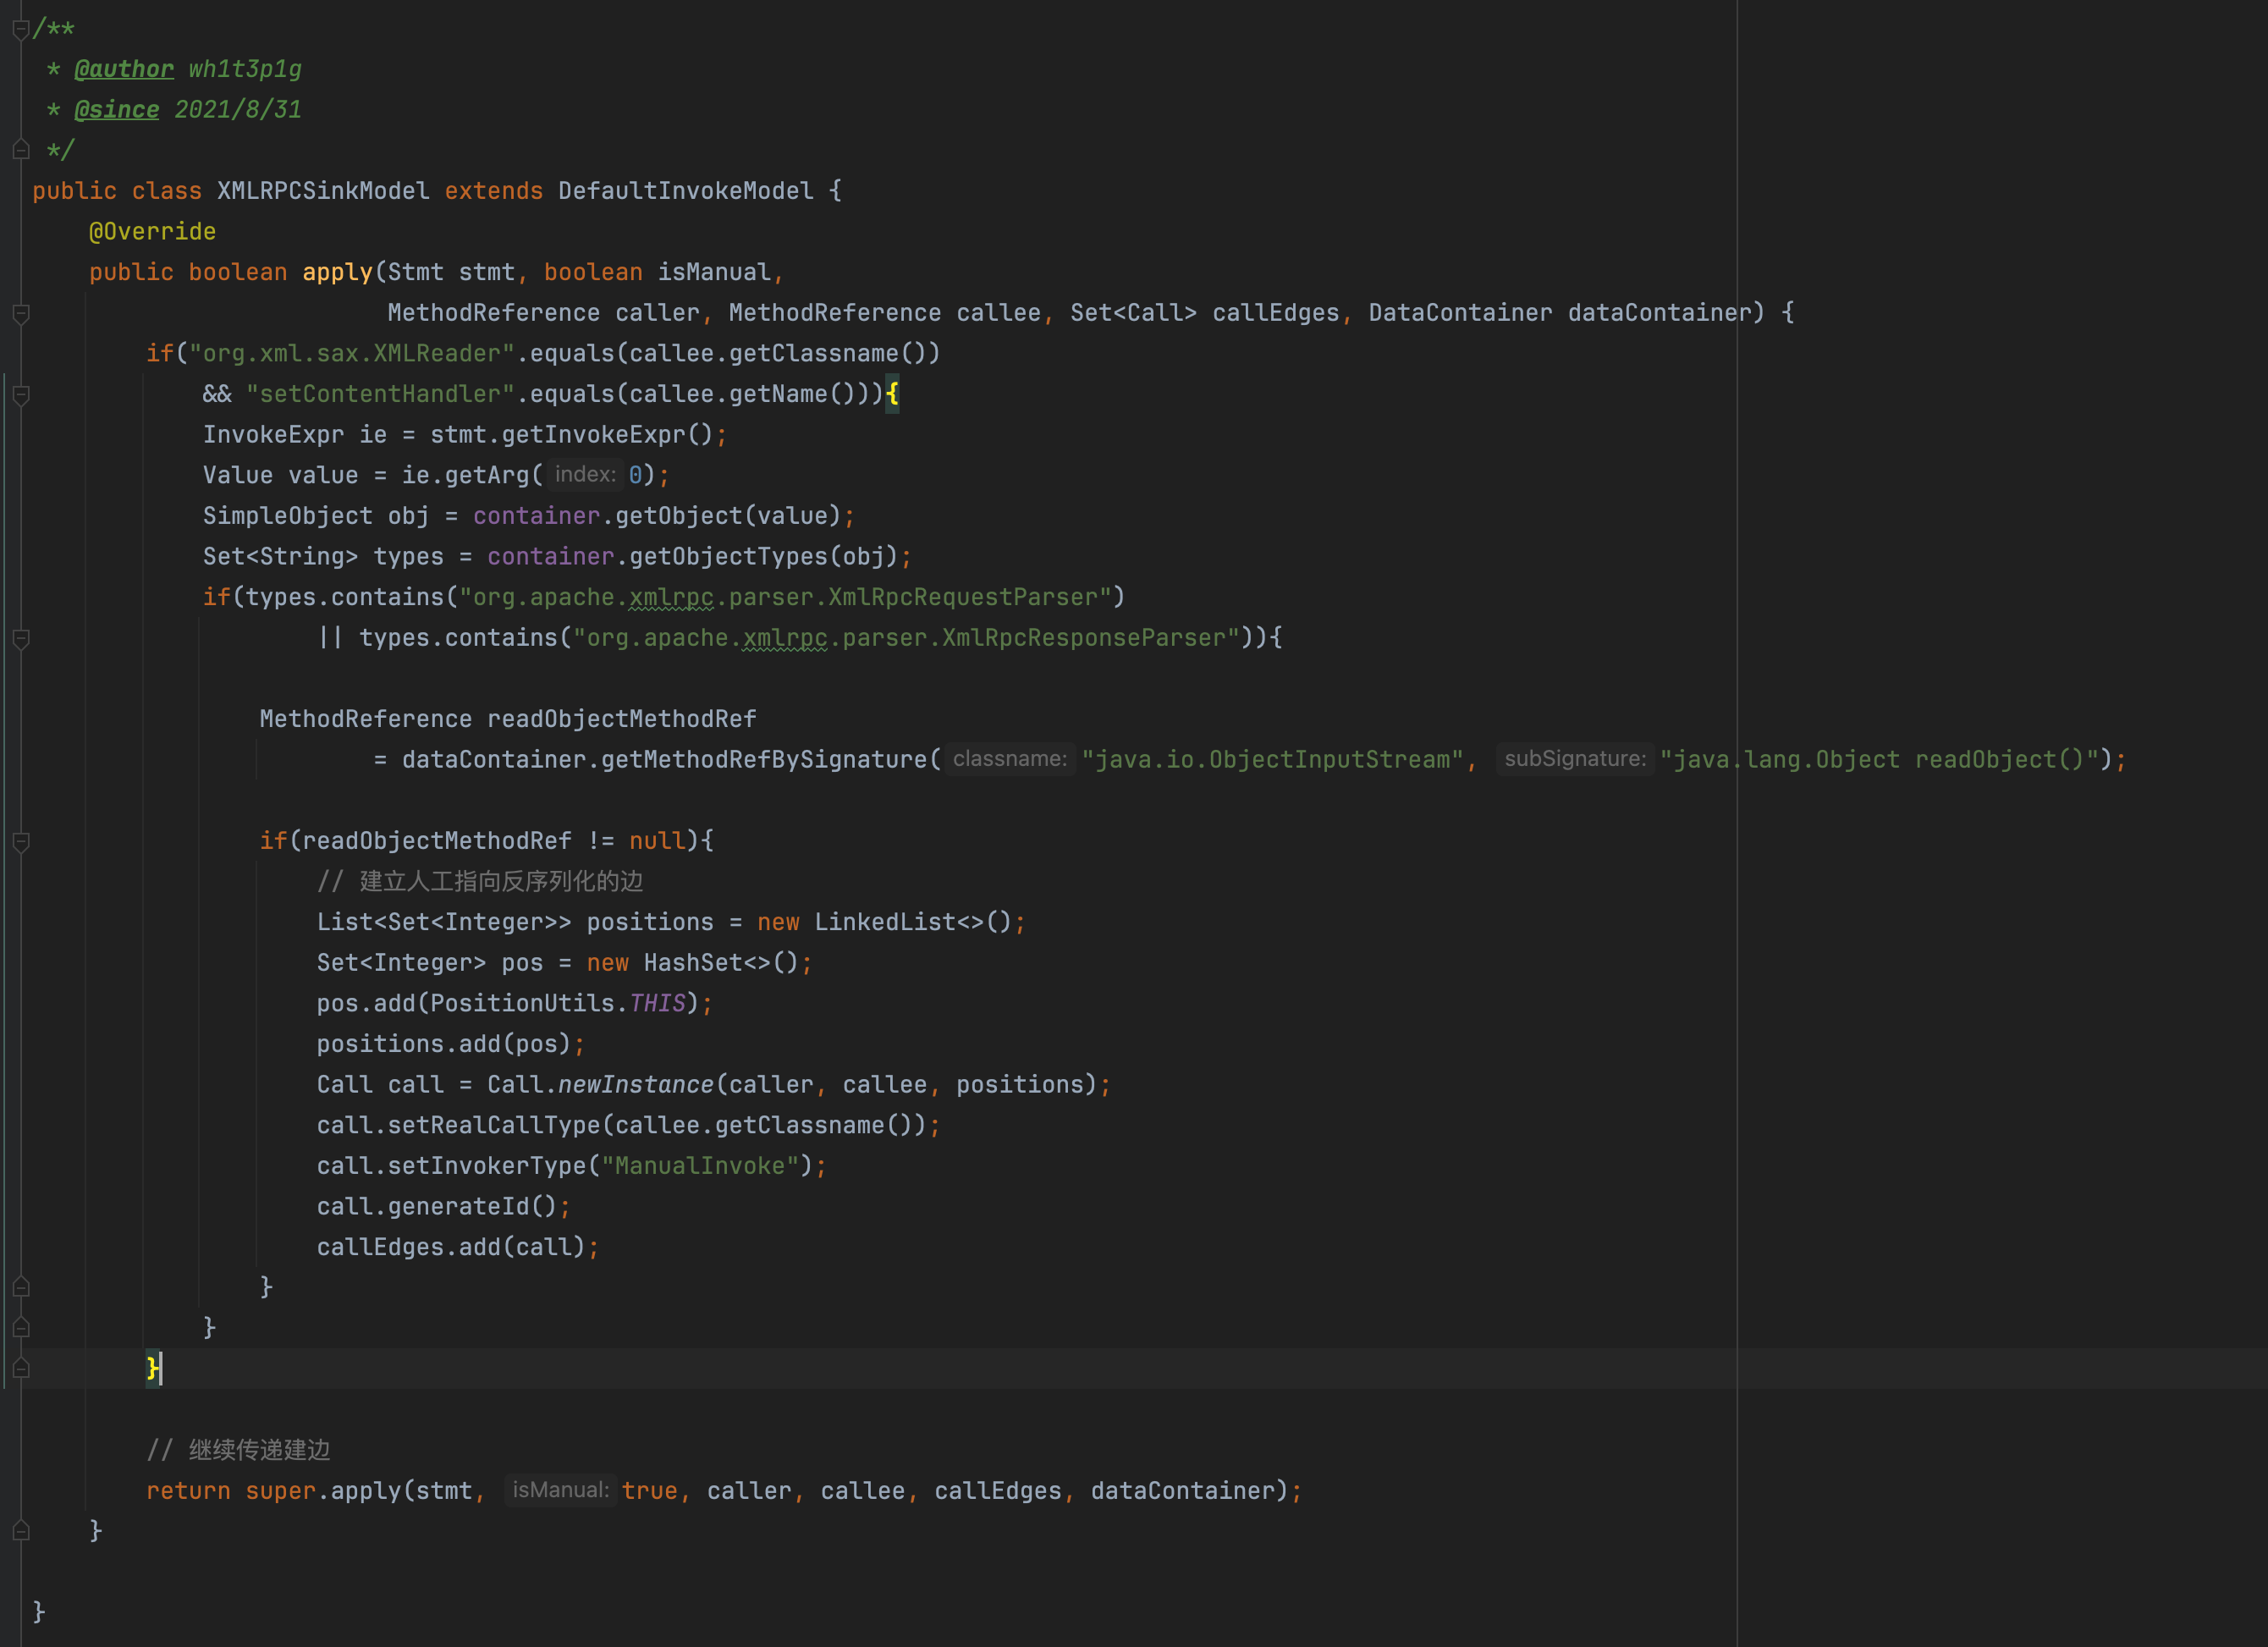 /**
 * @author wh1t3p1g
 * @since 2021/8/31
 */
public class XMLRPCSinkModel extends DefaultInvokeModel {
    @Override
    public boolean apply(Stmt stmt, boolean isManual,
                         MethodReference caller, MethodReference callee, Set<Call> callEdges, DataContainer dataContainer) {
        if("org.xml.sax.XMLReader".equals(callee.getClassname())
            && "setContentHandler".equals(callee.getName())){
            InvokeExpr ie = stmt.getInvokeExpr();
            Value value = ie.getArg( index: 0);
            SimpleObject obj = container.getObject(value);
            Set<String> types = container.getObjectTypes(obj);
            if(types.contains("org.apache.xmlrpc.parser.XmlRpcRequestParser")
                    || types.contains("org.apache.xmlrpc.parser.XmlRpcResponseParser")){
                MethodReference readObjectMethodRef
                        = dataContainer.getMethodRefBySignature( classname: "java.io.ObjectInputStream", subSignature: "java.lang.Object readObject()");
                if(readObjectMethodRef != null){
                    // 建立人工指向反序列化的边
                    List<Set<Integer>> positions = new LinkedList<>();
                    Set<Integer> pos = new HashSet<>();
                    pos.add(PositionUtils.THIS);
                    positions.add(pos);
                    Call call = Call.newInstance(caller, callee, positions);
                    call.setRealCallType(callee.getClassname());
                    call.setInvokerType("ManualInvoke");
                    call.generateId();
                    callEdges.add(call);
                }
            }
        }
        // 继续传递建边
        return super.apply(stmt, isManual: true, caller, callee, callEdges, dataContainer);
    }
}